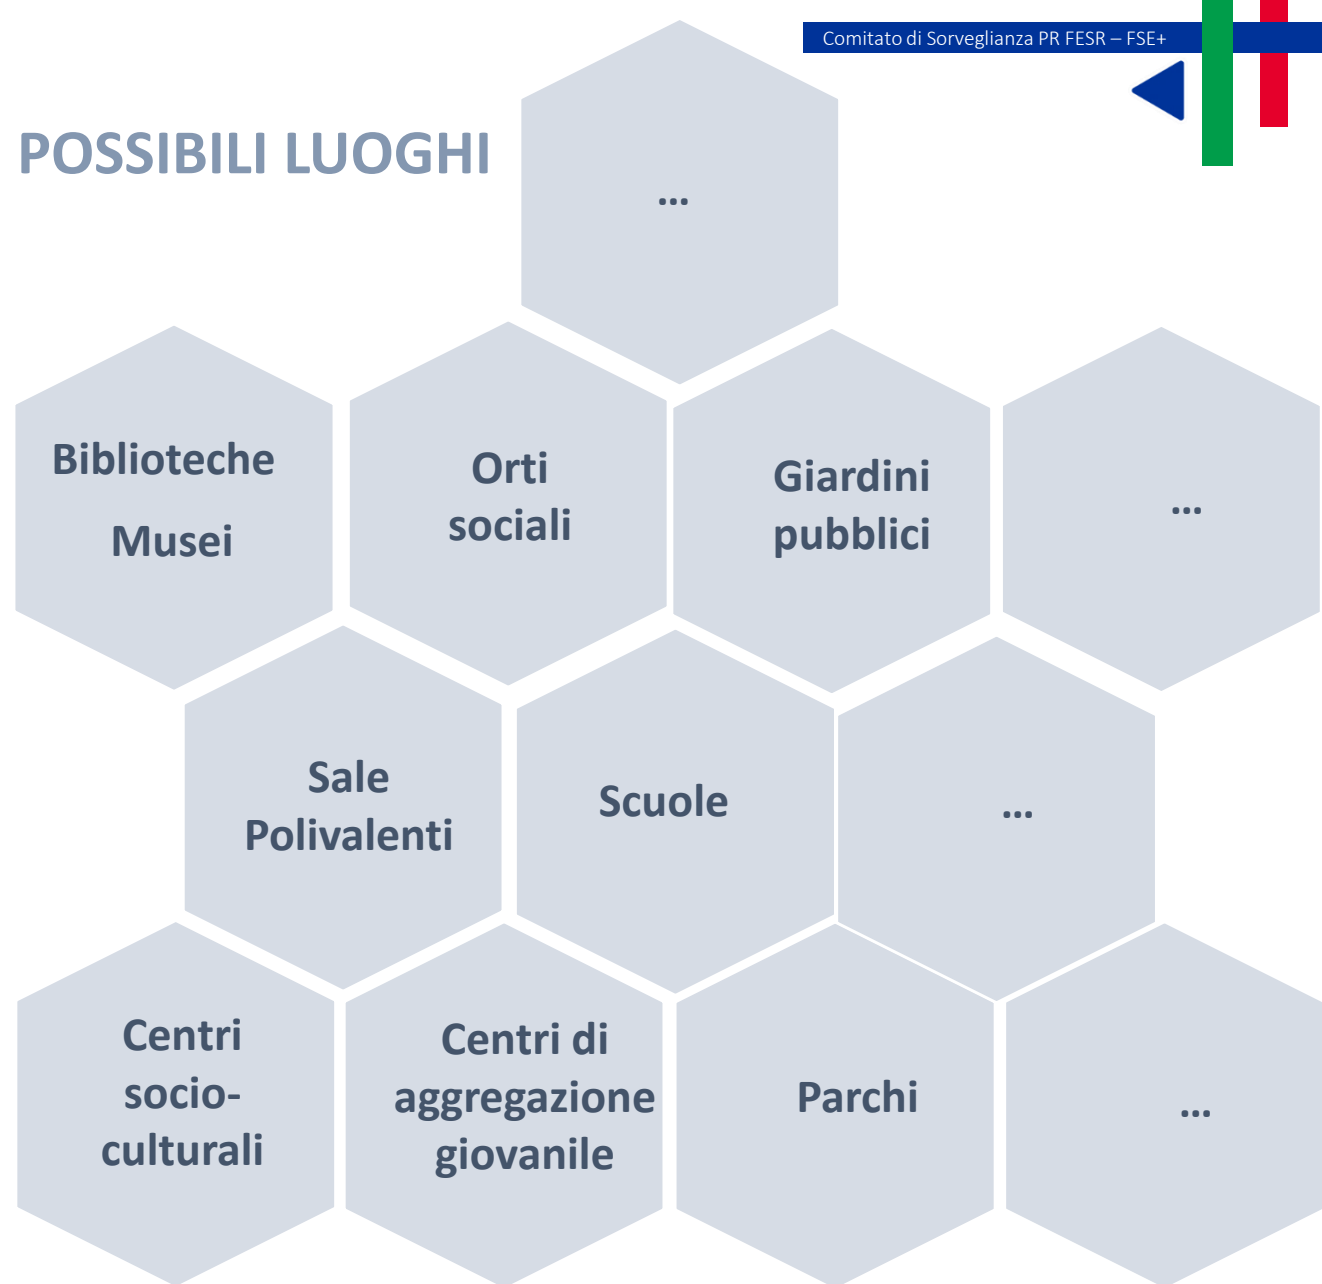 Comitato di Sorveglianza PR FESR – FSE+
POSSIBILI LUOGHI
...
Biblioteche
Musei
Orti
sociali
Giardini
pubblici
...
Sale
Polivalenti
Scuole
...
Centri
socio-
culturali
Centri di
aggregazione
giovanile
Parchi
...